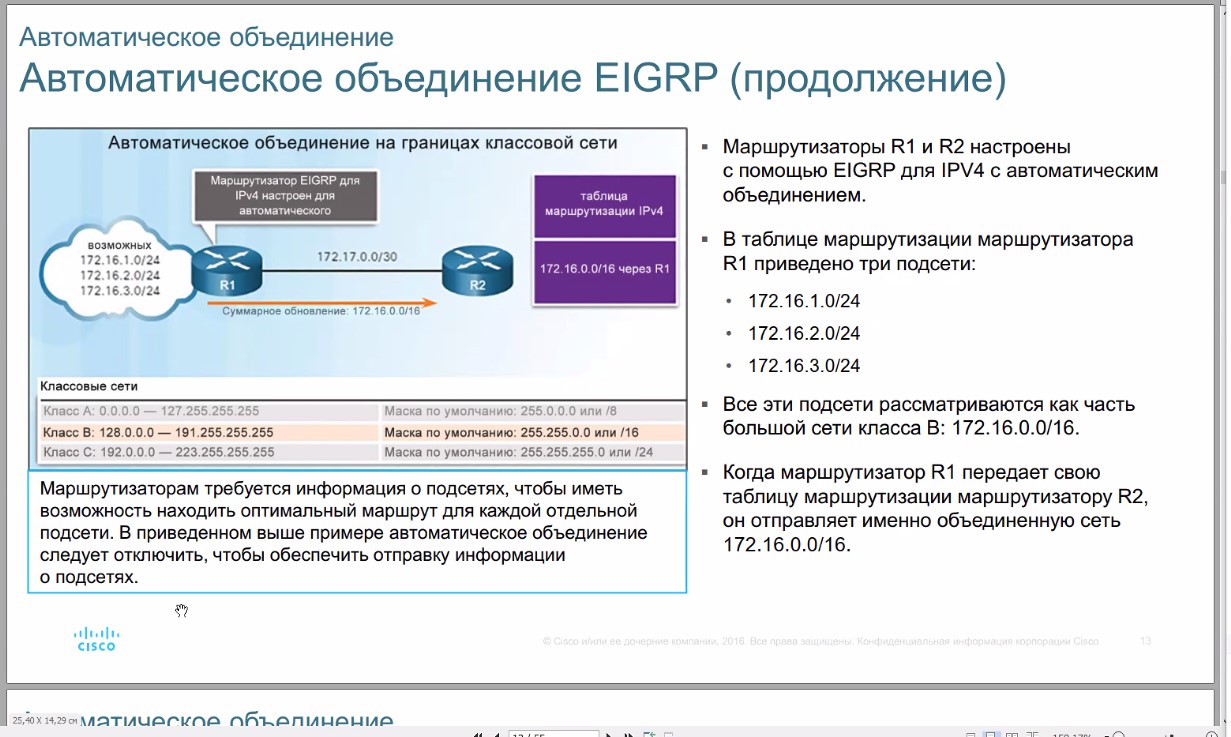 Автоматическое объединение
Автоматическое объединение EIGRP (продолжение)
Автоматическое объединение на границах классовой сети
Маршрутизатор EIGRP для
IPv4 настроен для
автоматического
таблица
маршрутизации IPv4
172.16.0.0/16 через R1
возможных
172.16.1.0/24
172.16.2.0/24
172.16.3.0/24
172.17.0.0/30
R1
R2
Суммарное обновление: 172.16.0.0/16
Классовые сети
Класс A: 0.0.0.0 — 127.255.255.255 Маска по умолчанию: 255.0.0.0 или /8
Класс B: 128.0.0.0 — 191.255.255.255 Маска по умолчанию: 255.255.0.0 или /16
Класс C: 192.0.0.0 — 223.255.255.255 Маска по умолчанию: 255.255.255.0 или /24
Маршрутизаторам требуется информация о подсетях, чтобы иметь
возможность находить оптимальный маршрут для каждой отдельной
подсети. В приведенном выше примере автоматическое объединение
следует отключить, чтобы обеспечить отправку информации
о подсетях.
▪ Маршрутизаторы R1 и R2 настроены
с помощью EIGRP для IPV4 с автоматическим
объединением.
▪ В таблице маршрутизации маршрутизатора
R1 приведено три подсети:
• 172.16.1.0/24
• 172.16.2.0/24
• 172.16.3.0/24
▪ Все эти подсети рассматриваются как часть
большой сети класса B: 172.16.0.0/16.
▪ Когда маршрутизатор R1 передает свою
таблицу маршрутизации маршрутизатору R2,
он отправляет именно объединенную сеть
172.16.0.0/16.
CISCO
© Cisco и/или ее дочерние компании, 2016. Все права защищены. Конфиденциальная информация корпорации Cisco
13
Автоматическое объединение
25,40 X 14,29 см